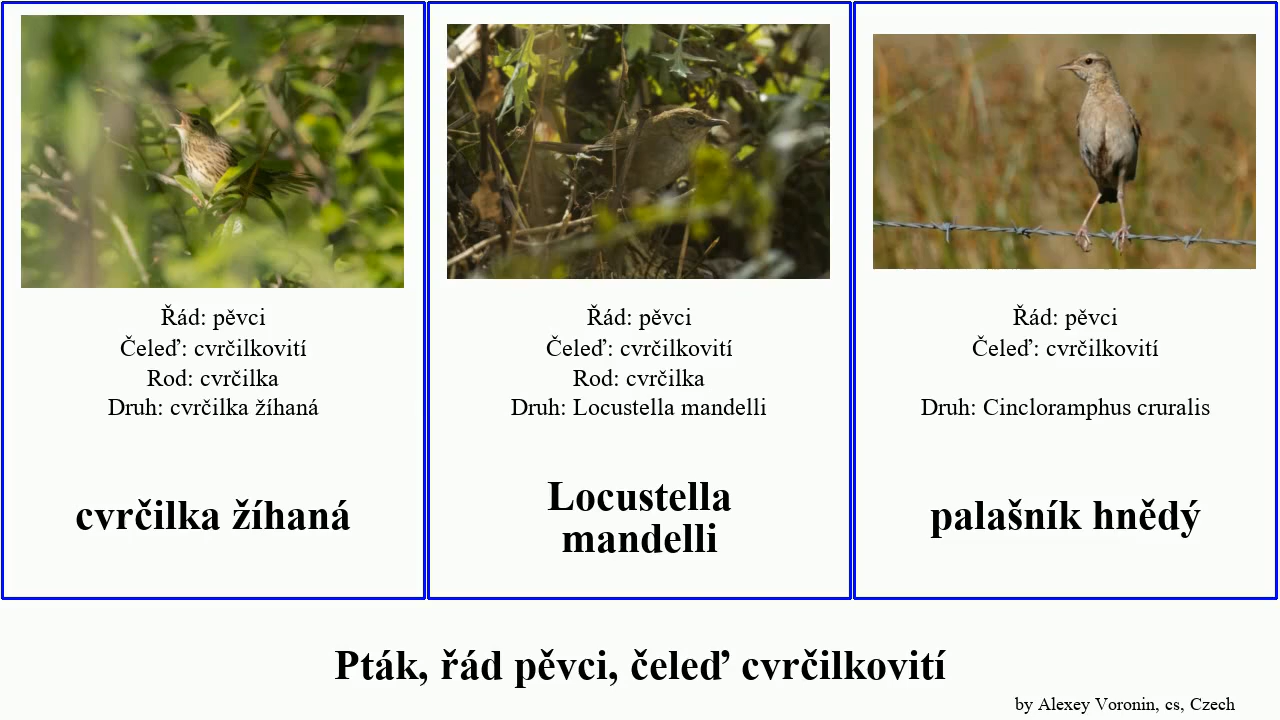 Řád: pěvci
Čeleď: cvrčilkovití
Rod: cvrčilka
Druh: cvrčilka žíhaná
cvrčilka žíhaná
Řád: pěvci
Čeleď: cvrčilkovití
Rod: cvrčilka
Druh: Locustella mandelli
Locustella
mandelli
Řád: pěvci
Čeleď: cvrčilkovití
Druh: Cincloramphus cruralis
palašník hnědý
Pták, řád pěvci, čeleď cvrčilkovití
by Alexey Voronin, cs, Czech